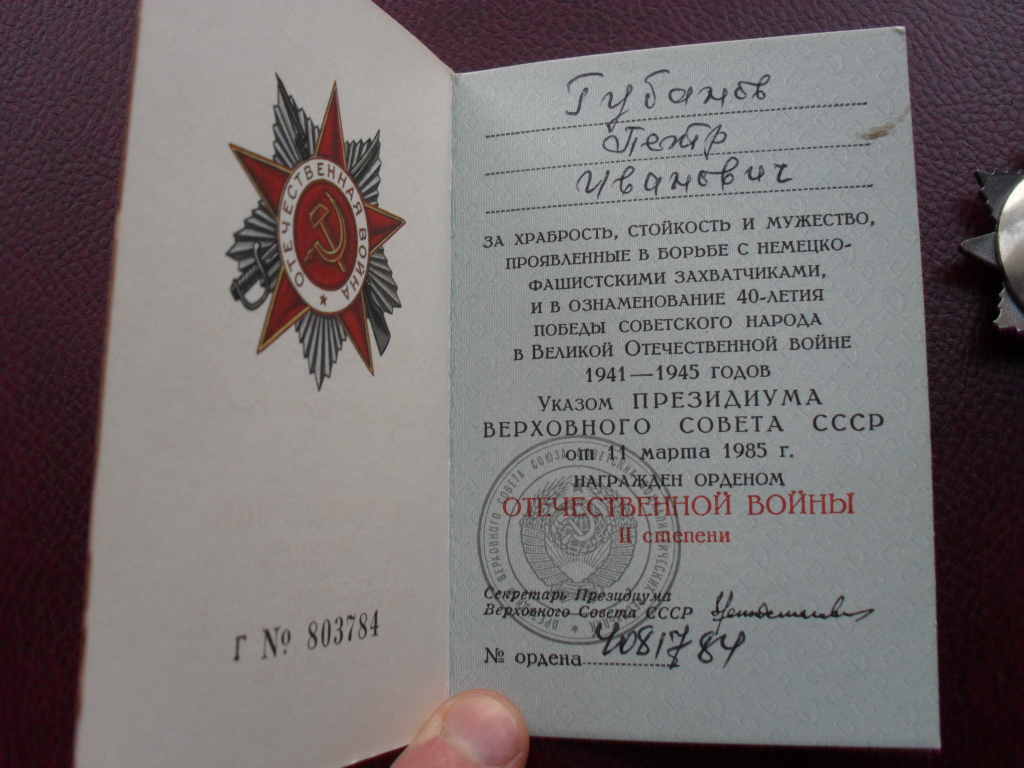 ОТЕЧЕСТВЕННАЯ ВОЙНА
Г № 803784
Губанов
Петр
Иванович
ЗА ХРАБРОСТЬ, СТОЙКОСТЬ И МУЖЕСТВО,
ПРОЯВЛЕННЫЕ В БОРЬБЕ С НЕМЕЦКО-
ФАШИСТСКИМИ ЗАХВАТЧИКАМИ,
И В ОЗНАМЕНОВАНИЕ 40-ЛЕТИЯ
ПОБЕДЫ СОВЕТСКОГО НАРОДА
В ВЕЛИКОЙ ОТЕЧЕСТВЕННОЙ ВОЙНЕ
1941—1945 ГОДОВ
УКАЗОМ ПРЕЗИДИУМА
ВЕРХОВНОГО СОВЕТА СССР
от 11 марта 1985 г.
НАГРАЖДЕН ОРДЕНОМ
ОТЕЧЕСТВЕННОЙ ВОЙНЫ
II степени
Секретарь Президиума
Верховного Совета СССР
№ ордена 4081784